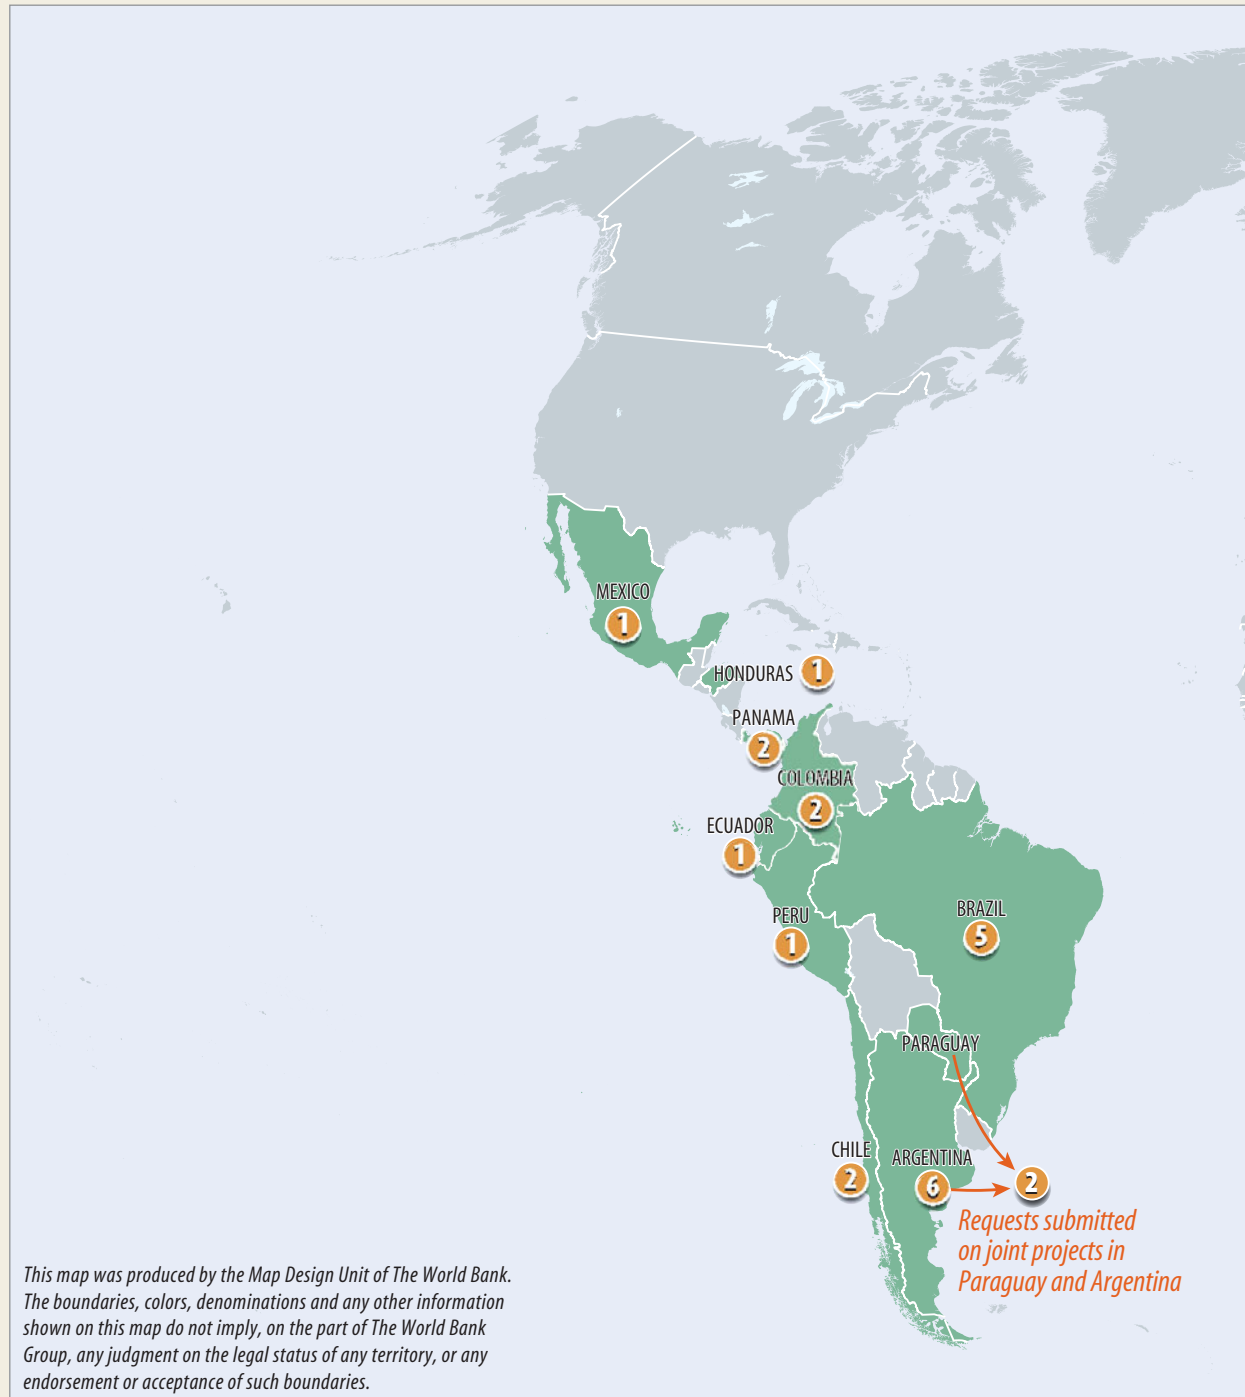 MEXICO
1
HONDURAS 1
PANAMA
2
COLOMBIA
2
ECUADOR
1
PERU
1
BRAZIL
5
PARAGUAY
CHILE
2
ARGENTINA
6
2
Requests submitted
on joint projects in
Paraguay and Argentina
This map was produced by the Map Design Unit of The World Bank.
The boundaries, colors, denominations and any other information
shown on this map do not imply, on the part of The World Bank
Group, any judgment on the legal status of any territory, or any
endorsement or acceptance of such boundaries.